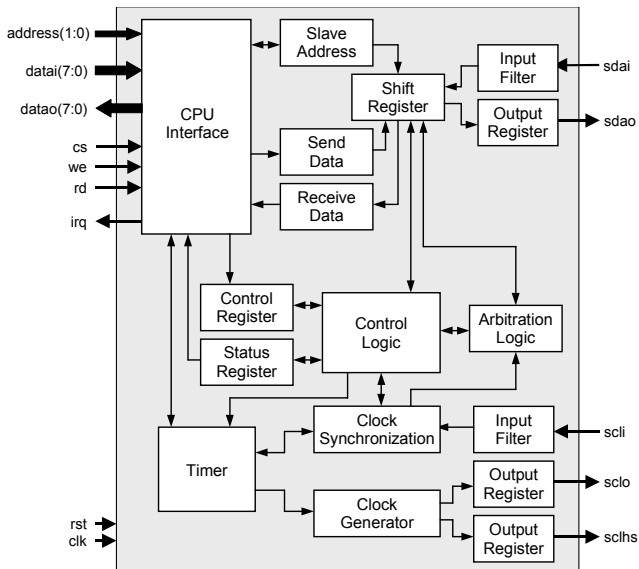 address(1:0)
datai(7:0)
datao(7:0)
cs
we
rd
irq
rst
clk
CPU
Interface
Slave
Address
Shift
Register
Input
Filter
sdai
Output
Register
sdao
Send
Data
Receive
Data
Control
Register
Status
Register
Control
Logic
Arbitration
Logic
Clock
Synchronization
Input
Filter
scli
Timer
Clock
Generator
Output
Register
sclo
Output
Register
sclhs